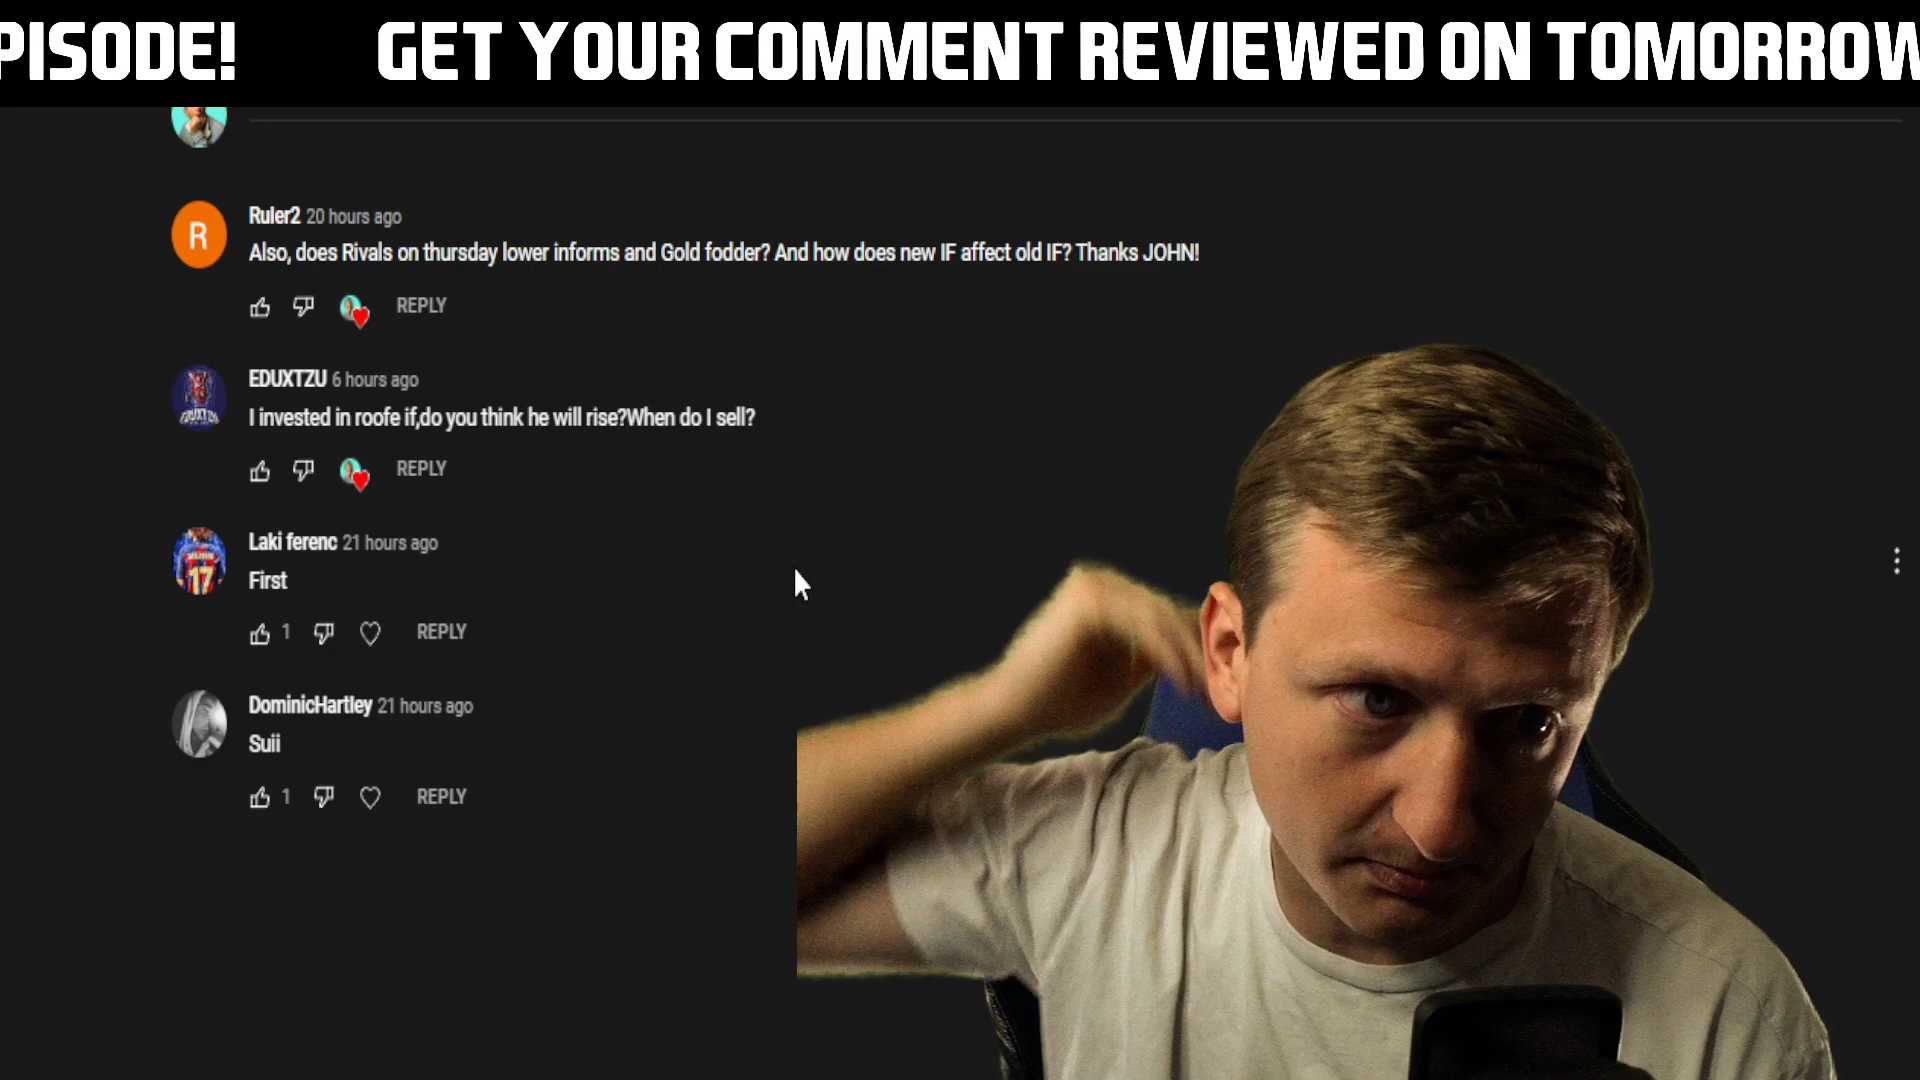 PISODE! GET YOUR COMMENT REVIEWED ON TOMORROW
Ruler2 20 hours ago
Also, does Rivals on thursday lower informs and Gold fodder? And how does new IF affect old IF? Thanks JOHN!
REPLY
R
EDUXTZU 6 hours ago
I invested in roofe if,do you think he will rise?When do I sell?
REPLY
Laki ferenc 21 hours ago
First
17
1 REPLY
DominicHartley 21 hours ago
Suii
1 REPLY